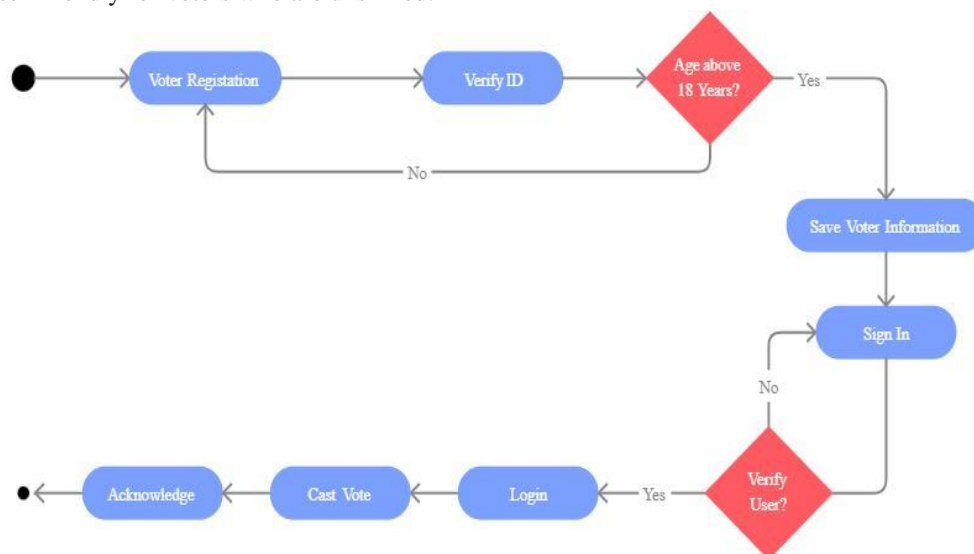 Voter Registation
Verify ID
Age above
18 Years?
Yes
No
Save Voter Information
Sign In
No
Verify
User?
Yes
Login
Cast Vote
Acknowledge